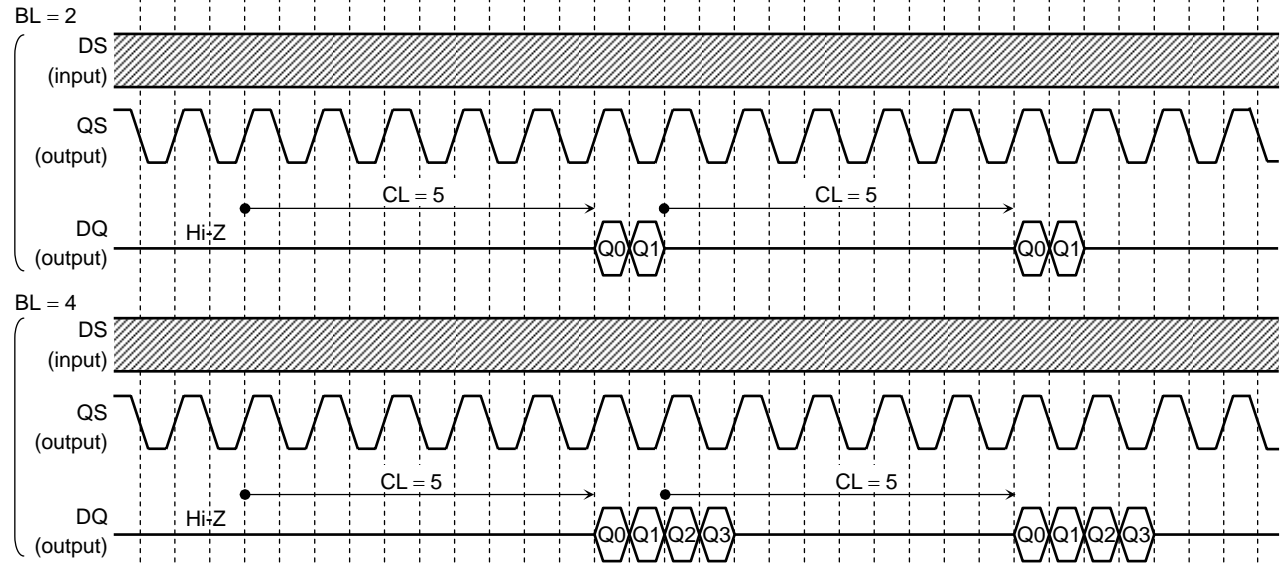 BL = 2
DS
(input)
QS
(output)
CL = 5
CL = 5
DQ
(output)
Hi-Z
Q0 Q1
Q0 Q1
BL = 4
DS
(input)
QS
(output)
CL = 5
CL = 5
DQ
(output)
Hi-Z
Q0 Q1 Q2 Q3
Q0 Q1 Q2 Q3